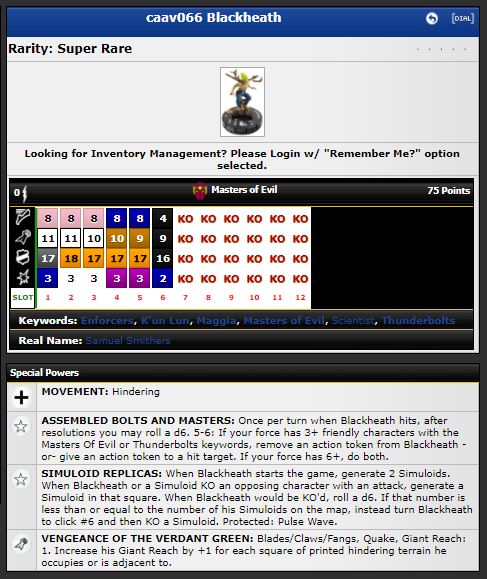 caav066 Blackheath
[DIAL]
Rarity: Super Rare
Looking for Inventory Management? Please Login w/ "Remember Me?" option
selected.
0 Masters of Evil 75 Points
8 8 8 8 8 4 KO KO KO KO KO KO
11 11 10 10 9 9 KO KO KO KO KO KO
17 18 17 17 17 16 KO KO KO KO KO KO
3 3 3 3 3 2 KO KO KO KO KO KO
SLOT 1 2 3 4 5 6 7 8 9 10 11 12
Keywords: Enforcers, K'un Lun, Maggia, Masters of Evil, Scientist, Thunderbolts
Real Name: Samuel Smithers
Special Powers
MOVEMENT: Hindering
ASSEMBLED BOLTS AND MASTERS: Once per turn when Blackheath hits, after
resolutions you may roll a d6. 5-6: If your force has 3+ friendly characters with the
Masters Of Evil or Thunderbolts keywords, remove an action token from Blackheath -
or- give an action token to a hit target. If your force has 6+, do both.
SIMULOID REPLICAS: When Blackheath starts the game, generate 2 Simuloids.
When Blackheath or a Simuloid KO an opposing character with an attack, generate a
Simuloid in that square. When Blackheath would be KO'd, roll a d6. If that number is
less than or equal to the number of his Simuloids on the map, instead turn Blackheath
to click #6 and then KO a Simuloid. Protected: Pulse Wave.
VENGEANCE OF THE VERDANT GREEN: Blades/Claws/Fangs, Quake, Giant Reach:
1. Increase his Giant Reach by +1 for each square of printed hindering terrain he
occupies or is adjacent to.